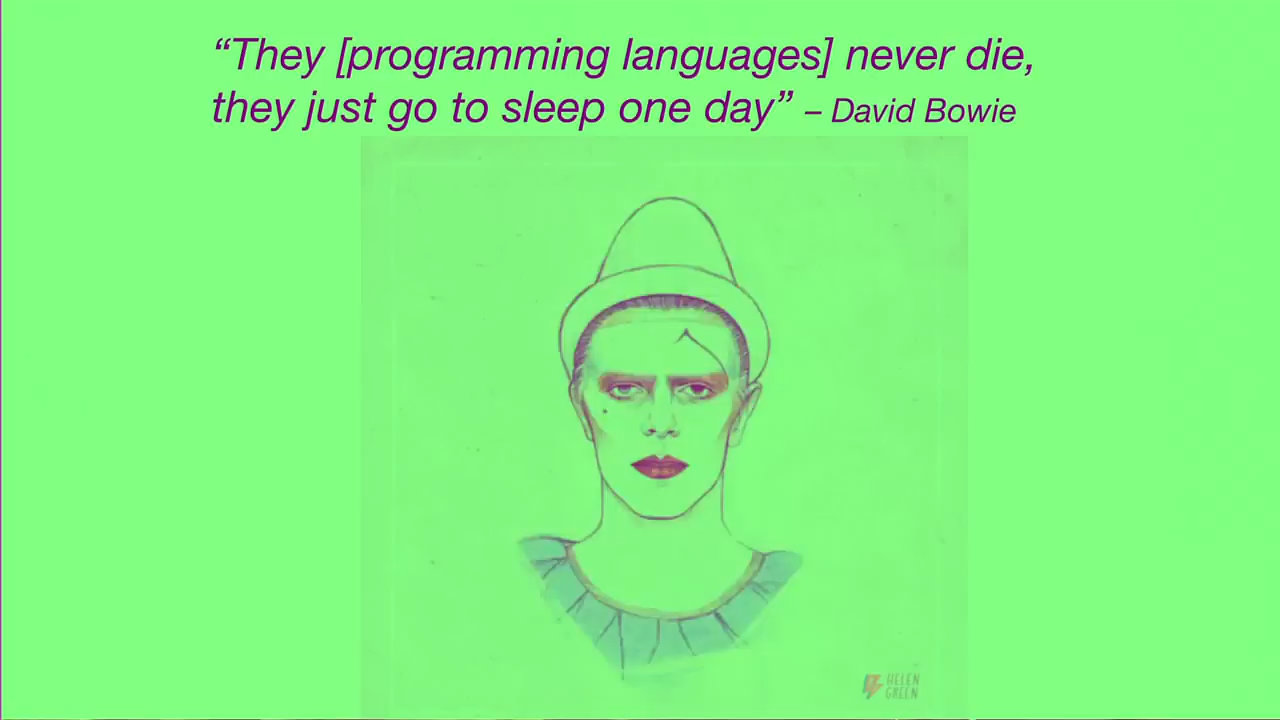 “They [programming languages] never die,
they just go to sleep one day” – David Bowie
HELEN
GREEN